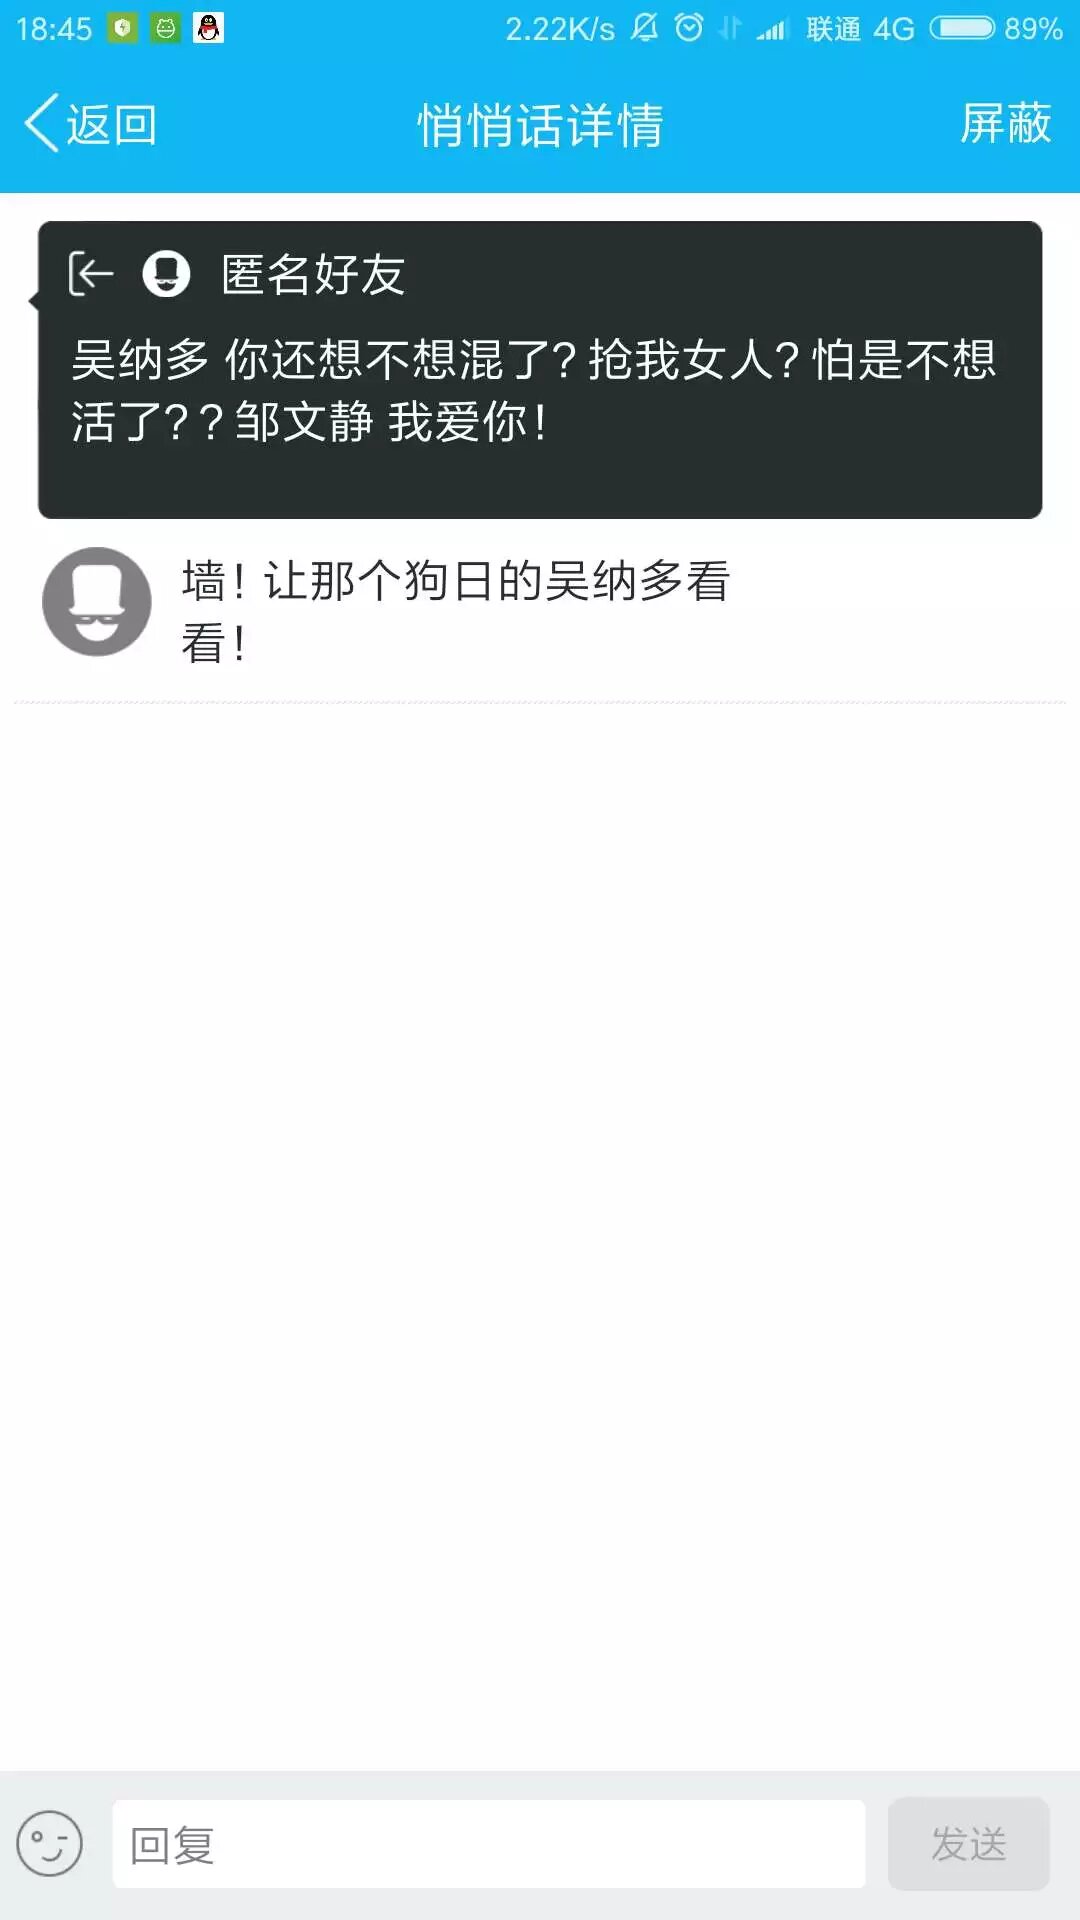 18:45 2.22K/s 联通 4G 89%
返回 悄悄话详情 屏蔽
匿名好友
吴纳多 你还想不想混了? 抢我女人? 怕是不想
活了? ? 邹文静 我爱你!
墙! 让那个狗日的吴纳多看
看!
回复 发送